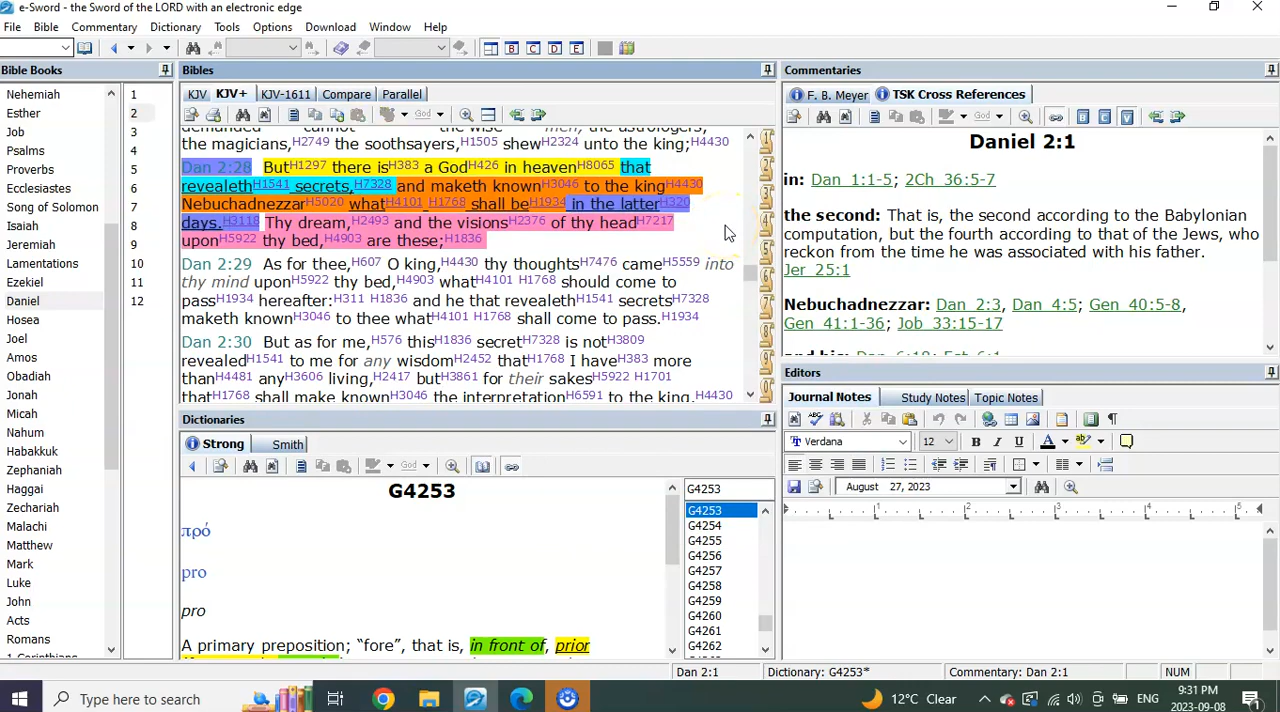 e-Sword - the Sword of the LORD with an electronic edge
File Bible Commentary Dictionary Tools Options Download Window Help
B C D E
Bible Books
Nehemiah 1
Esther 2
Job 3
Psalms 4
Proverbs 5
Ecclesiastes 6
Song of Solomon 7
Isaiah 8
Jeremiah 9
Lamentations 10
Ezekiel 11
Daniel 12
Hosea
Joel
Amos
Obadiah
Jonah
Micah
Nahum
Habakkuk
Zephaniah
Haggai
Zechariah
Malachi
Matthew
Mark
Luke
John
Acts
Romans
Bibles
KJV KJV+ KJV-1611 Compare Parallel
God
demanded cannot the wise men, the astrologers,
the magicians,H2749 the soothsayers,H1505 shewH2324 unto the king;H4430
Dan 2:28 ButH1297 there isH383 a GodH426 in heavenH8065 that
revealethH1541 secrets,H7328 and maketh knownH3046 to the kingH4430
NebuchadnezzarH5020 whatH4101 H1768 shall beH1934 in the latterH320
days.H3118 Thy dream,H2493 and the visionsH2376 of thy headH7217
uponH5922 thy bed,H4903 are these;H1836
Dan 2:29 As for thee,H607 O king,H4430 thy thoughtsH7476 cameH5559 into
thy mind uponH5922 thy bed,H4903 whatH4101 H1768 should come to
passH1934 hereafter:H311 H1836 and he that revealethH1541 secretsH7328
maketh knownH3046 to thee whatH4101 H1768 shall come to pass.H1934
Dan 2:30 But as for me,H576 thisH1836 secretH7328 is notH3809
revealedH1541 to me for any wisdomH2452 thatH1768 I haveH383 more
thanH4481 anyH3606 living,H2417 butH3861 for their sakesH5922 H1701
thatH1768 shall make knownH3046 the interpretationH6591 to the king,H4430
Dictionaries
Strong Smith
God
G4253
πρό
pro
pro
A primary preposition; “fore”, that is, in front of, prior
G4253
G4253
G4254
G4255
G4256
G4257
G4258
G4259
G4260
G4261
G4262
Commentaries
F. B. Meyer TSK Cross References
God B C V
Daniel 2:1
in: Dan 1:1-5; 2Ch 36:5-7
the second: That is, the second according to the Babylonian
computation, but the fourth according to that of the Jews, who
reckon from the time he was associated with his father.
Jer 25:1
Nebuchadnezzar: Dan 2:3, Dan 4:5; Gen 40:5-8,
Gen 41:1-36; Job 33:15-17
Editors
Journal Notes Study Notes Topic Notes
Verdana 12 B I U A
August 27, 2023
1 2 3 4 5
Dan 2:1 Dictionary: G4253* Commentary: Dan 2:1 NUM
Type here to search
12°C Clear ENG
9:31 PM
2023-09-08